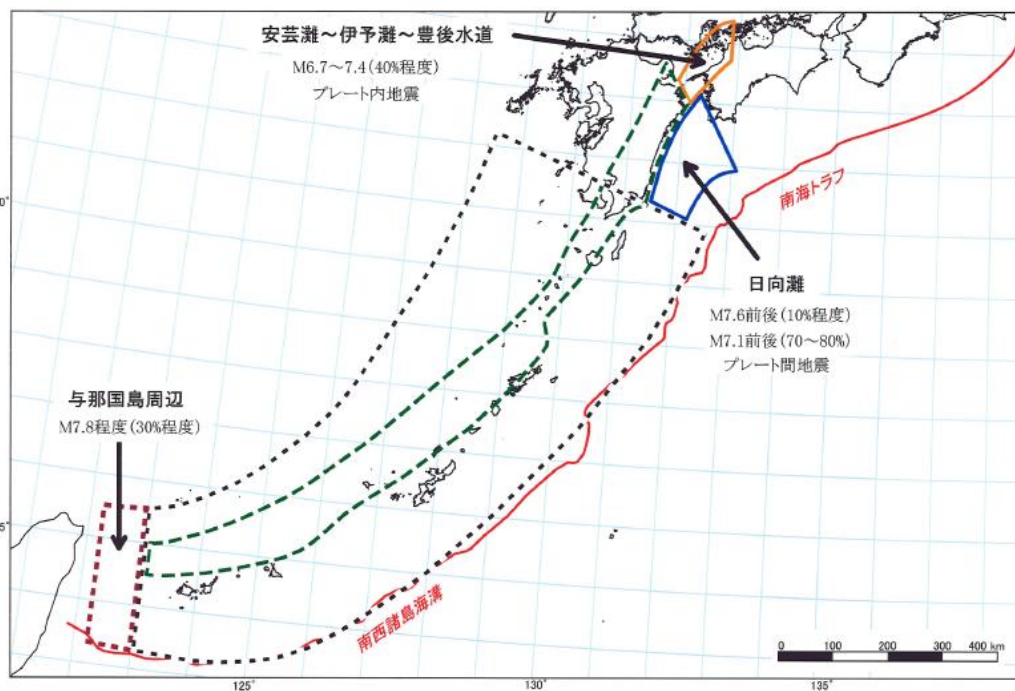 安芸灘～伊予灘～豊後水道
M6.7～7.4(40%程度)
プレート内地震
南海トラフ
日向灘
M7.6前後(10%程度)
M7.1前後(70～80%)
プレート間地震
与那国島周辺
M7.8程度(30%程度)
南西諸島海溝
0°
5°
125°
130°
135°
0 100 200 300 400 km